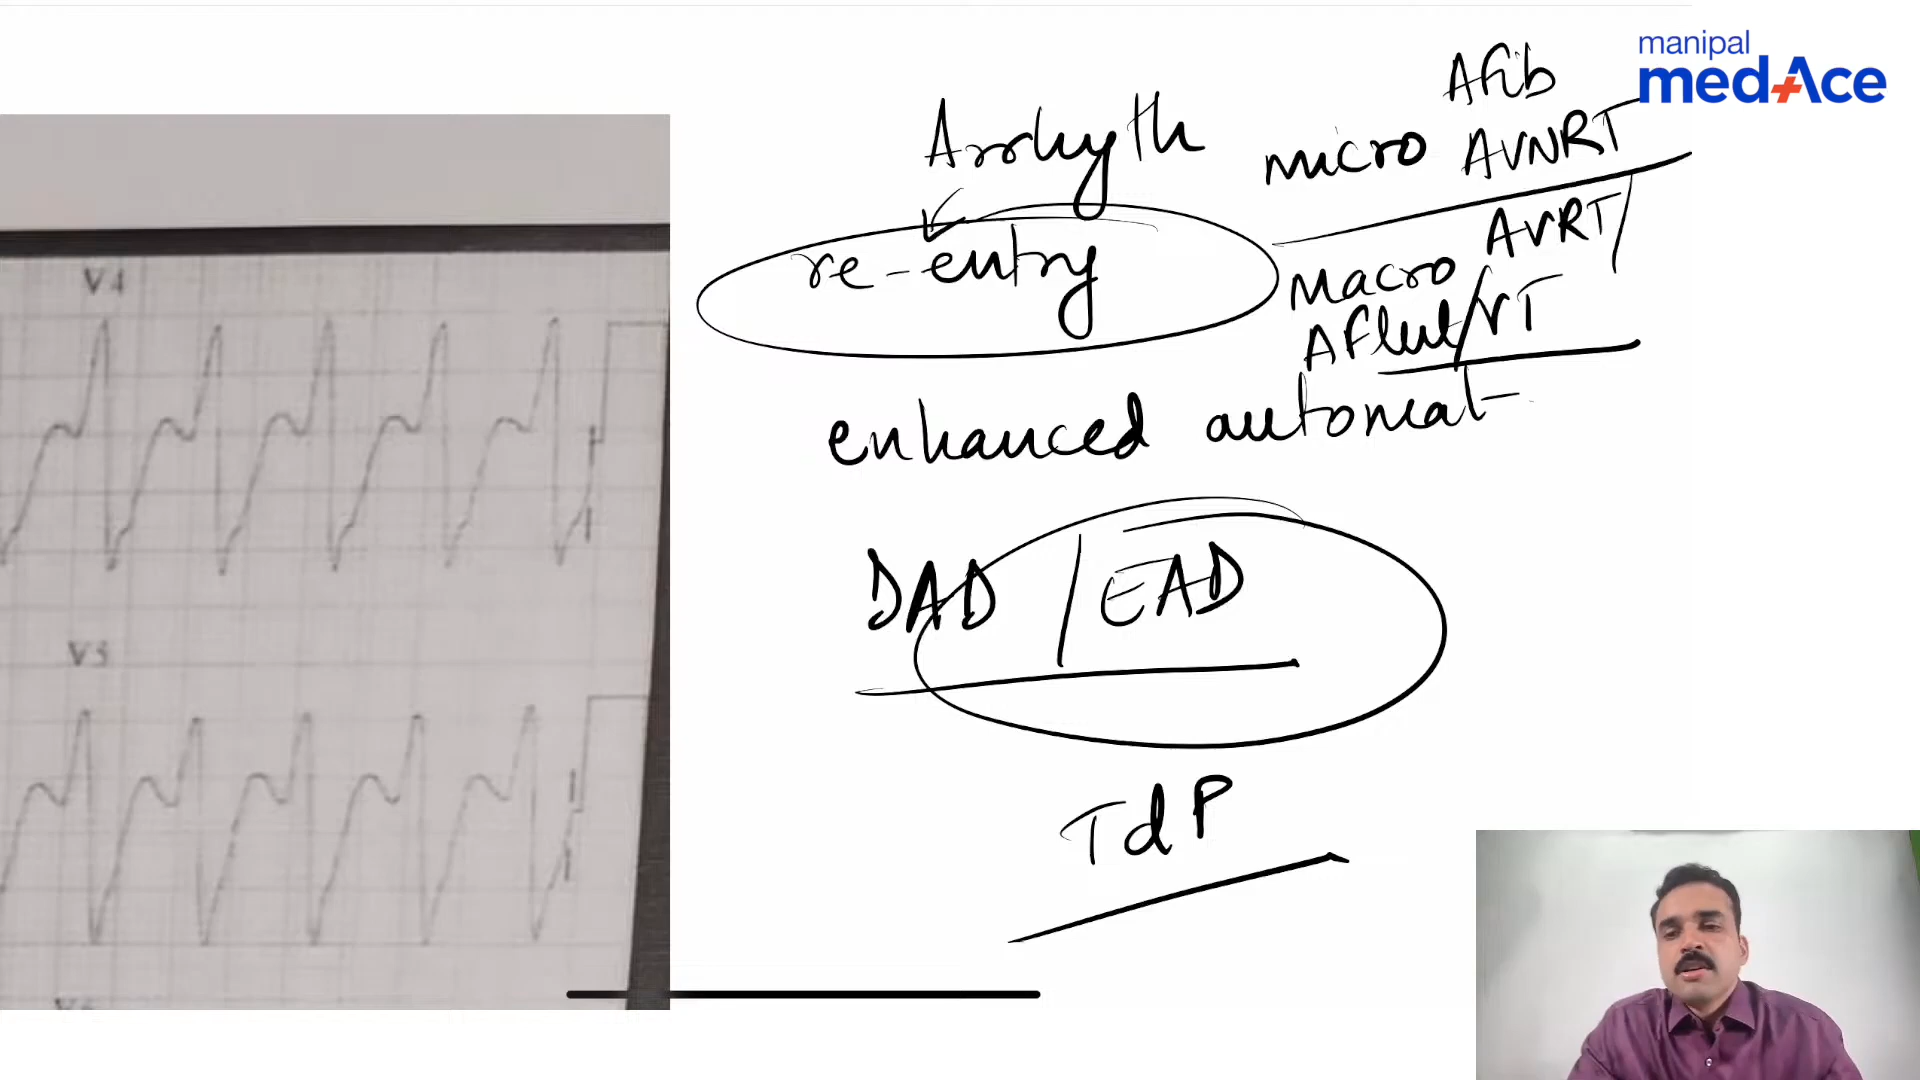 manipal
medAce
Afib
Arrhyth
micro AVNRT
AVRT/
re-entry
Macro
AFlut/VT
enhanced automat-
DAD / EAD
TdP
V4
V5